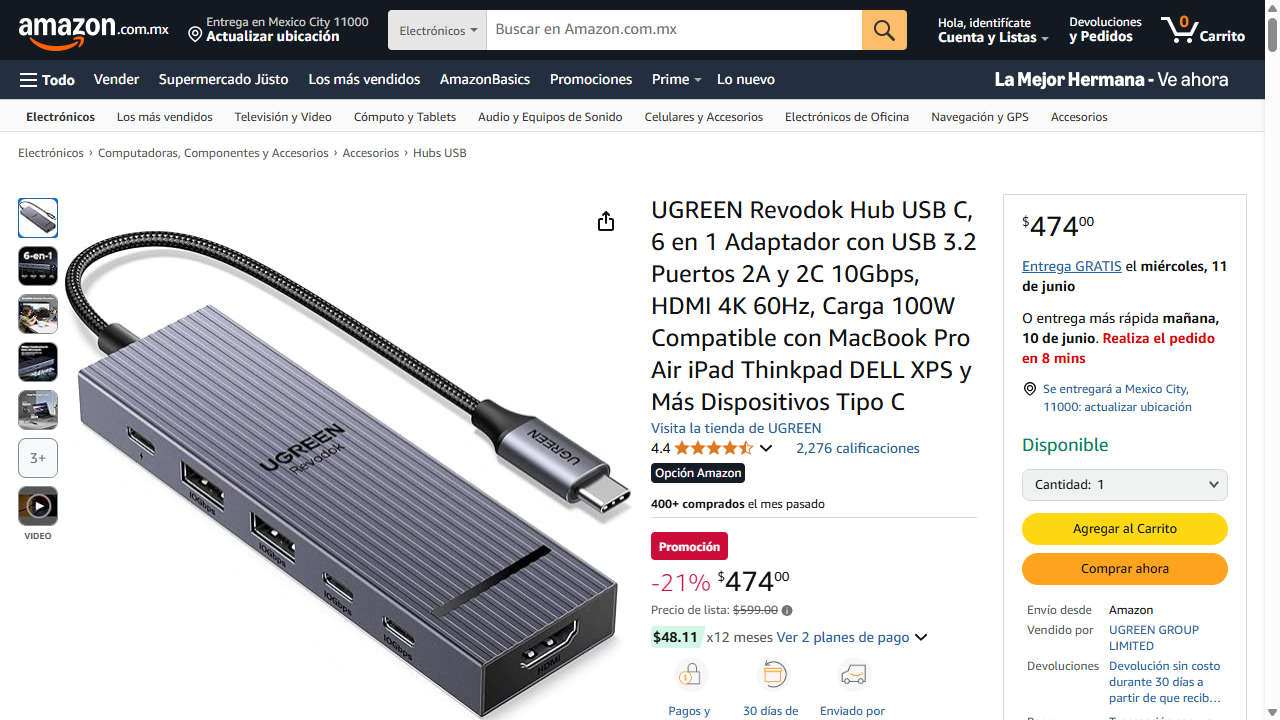 amazon.com.mx
Entrega en Mexico City 11000
Actualizar ubicación
Electrónicos
Buscar en Amazon.com.mx
Hola, identifícate
Cuenta y Listas
Devoluciones
y Pedidos
0
Carrito
Todo
Vender
Supermercado Jüsto
Los más vendidos
AmazonBasics
Promociones
Prime
Lo nuevo
La Mejor Hermana - Ve ahora
Electrónicos
Los más vendidos
Televisión y Video
Cómputo y Tablets
Audio y Equipos de Sonido
Celulares y Accesorios
Electrónicos de Oficina
Navegación y GPS
Accesorios
Electrónicos › Computadoras, Componentes y Accesorios › Accesorios › Hubs USB
6-en-1
3+
VIDEO
UGREEN
Revodok
UGREEN
10Gbps
10Gbps
10Gbps
10Gbps
HDMI
UGREEN Revodok Hub USB C,
6 en 1 Adaptador con USB 3.2
Puertos 2A y 2C 10Gbps,
HDMI 4K 60Hz, Carga 100W
Compatible con MacBook Pro
Air iPad Thinkpad DELL XPS y
Más Dispositivos Tipo C
Visita la tienda de UGREEN
4.4
2,276 calificaciones
Opción Amazon
400+ comprados el mes pasado
Promoción
-21% $47400
Precio de lista: $599.00
$48.11 x12 meses Ver 2 planes de pago
Pagos y
30 días de
Enviado por
$47400
Entrega GRATIS el miércoles, 11
de junio
O entrega más rápida mañana,
10 de junio. Realiza el pedido
en 8 mins
Se entregará a Mexico City,
11000: actualizar ubicación
Disponible
Cantidad: 1
Agregar al Carrito
Comprar ahora
Envío desde Amazon
Vendido por UGREEN GROUP
LIMITED
Devoluciones Devolución sin costo
durante 30 días a
partir de que recib…